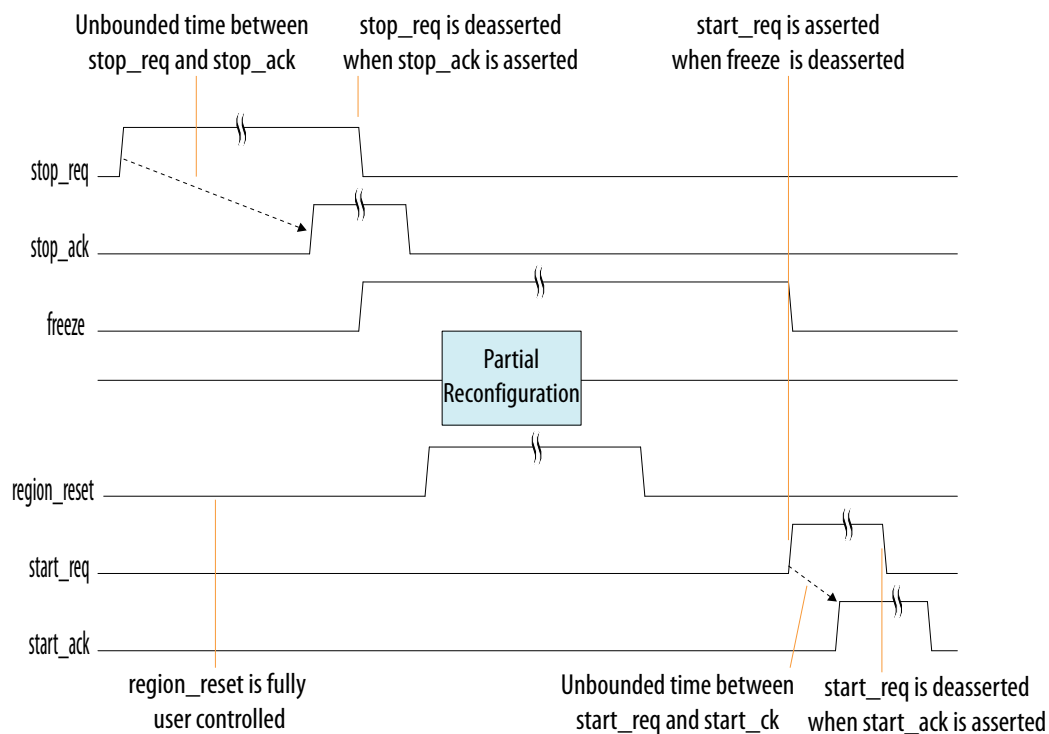 Unbounded time between
stop_req and stop_ack
stop_req is deasserted
when stop_ack is asserted
start_req is asserted
when freeze is deasserted
stop_req
stop_ack
freeze
Partial
Reconfiguration
region_reset
start_req
start_ack
region_reset is fully
user controlled
Unbounded time between
start_req and start_ck
start_req is deasserted
when start_ack is asserted